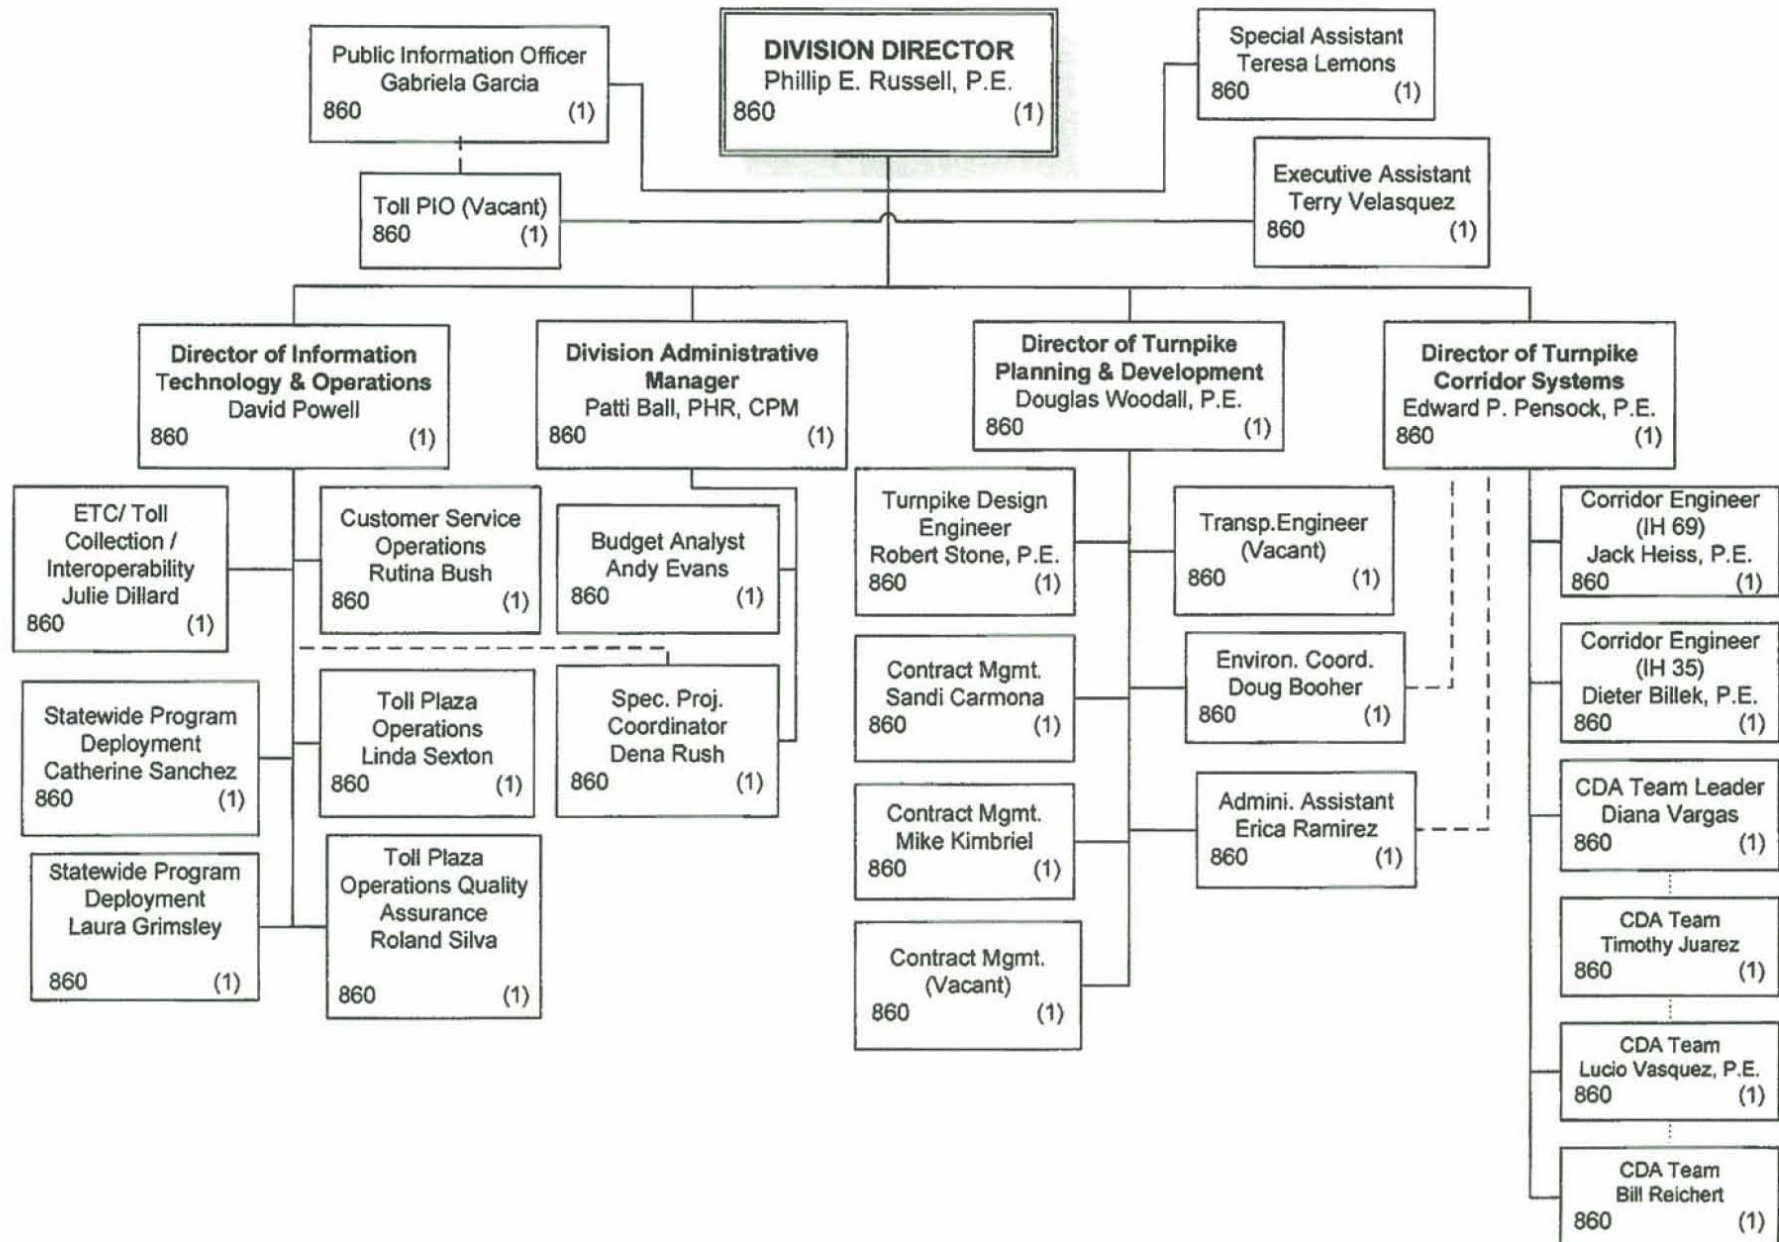 Public Information Officer
Gabriela Garcia
860 (1)
DIVISION DIRECTOR
Phillip E. Russell, P.E.
860 (1)
Special Assistant
Teresa Lemons
860 (1)
Toll PIO (Vacant)
860 (1)
Executive Assistant
Terry Velasquez
860 (1)
Director of Information
Technology & Operations
David Powell
860 (1)
Division Administrative
Manager
Patti Ball, PHR, CPM
860 (1)
Director of Turnpike
Planning & Development
Douglas Woodall, P.E.
860 (1)
Director of Turnpike
Corridor Systems
Edward P. Pensock, P.E.
860 (1)
ETC/ Toll
Collection /
Interoperability
Julie Dillard
860 (1)
Customer Service
Operations
Rutina Bush
860 (1)
Statewide Program
Deployment
Catherine Sanchez
860 (1)
Toll Plaza
Operations
Linda Sexton
860 (1)
Statewide Program
Deployment
Laura Grimsley
860 (1)
Toll Plaza
Operations Quality
Assurance
Roland Silva
860 (1)
Budget Analyst
Andy Evans
860 (1)
Spec. Proj.
Coordinator
Dena Rush
860 (1)
Turnpike Design
Engineer
Robert Stone, P.E.
860 (1)
Transp.Engineer
(Vacant)
860 (1)
Contract Mgmt.
Sandi Carmona
860 (1)
Environ. Coord.
Doug Booher
860 (1)
Contract Mgmt.
Mike Kimbriel
860 (1)
Admini. Assistant
Erica Ramirez
860 (1)
Contract Mgmt.
(Vacant)
860 (1)
Corridor Engineer
(IH 69)
Jack Heiss, P.E.
860 (1)
Corridor Engineer
(IH 35)
Dieter Billek, P.E.
860 (1)
CDA Team Leader
Diana Vargas
860 (1)
CDA Team
Timothy Juarez
860 (1)
CDA Team
Lucio Vasquez, P.E.
860 (1)
CDA Team
Bill Reichert
860 (1)